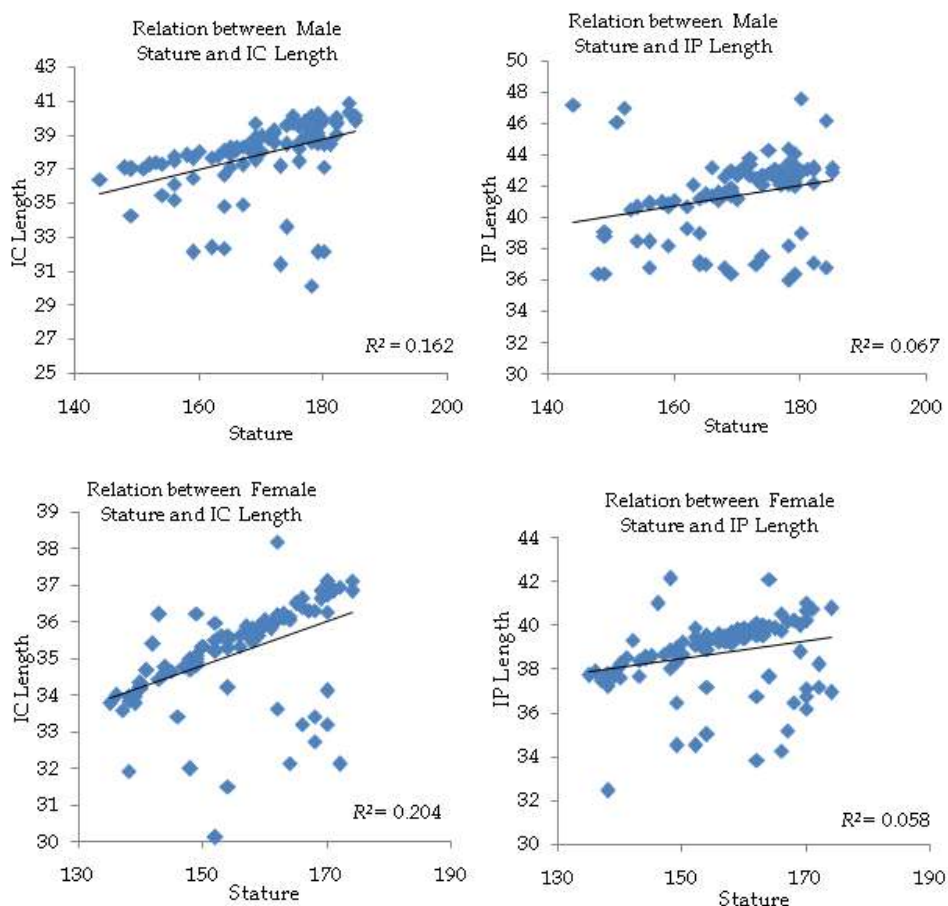 Relation between Male
Stature and IC Length
43
41
39
37
35
33
31
29
27
25
IC Length
R² = 0.162
140 160 180 200
Stature
Relation between Male
Stature and IP Length
50
48
46
44
42
40
38
36
34
32
30
IP Length
R² = 0.067
140 160 180 200
Stature
Relation between Female
Stature and IC Length
39
38
37
36
35
34
33
32
31
30
IC Length
R² = 0.204
130 150 170 190
Stature
Relation between Female
Stature and IP Length
44
42
40
38
36
34
32
30
IP Length
R² = 0.058
130 150 170 190
Stature